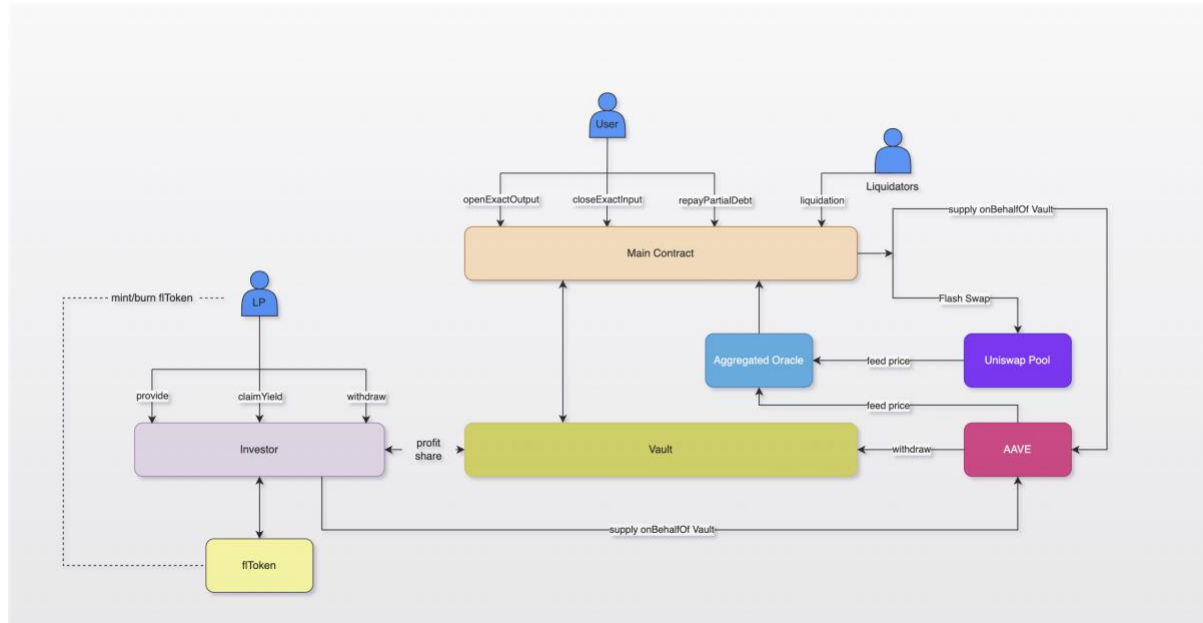 User
Liquidators
openExactOutput
closeExactInput
repayPartialDebt
liquidation
supply onBehalfOf Vault
Main Contract
mint/burn flToken
LP
Flash Swap
Aggregated Oracle
feed price
Uniswap Pool
provide
claimYield
withdraw
feed price
Investor
profit
share
Vault
withdraw
AAVE
supply onBehalfOf Vault
flToken